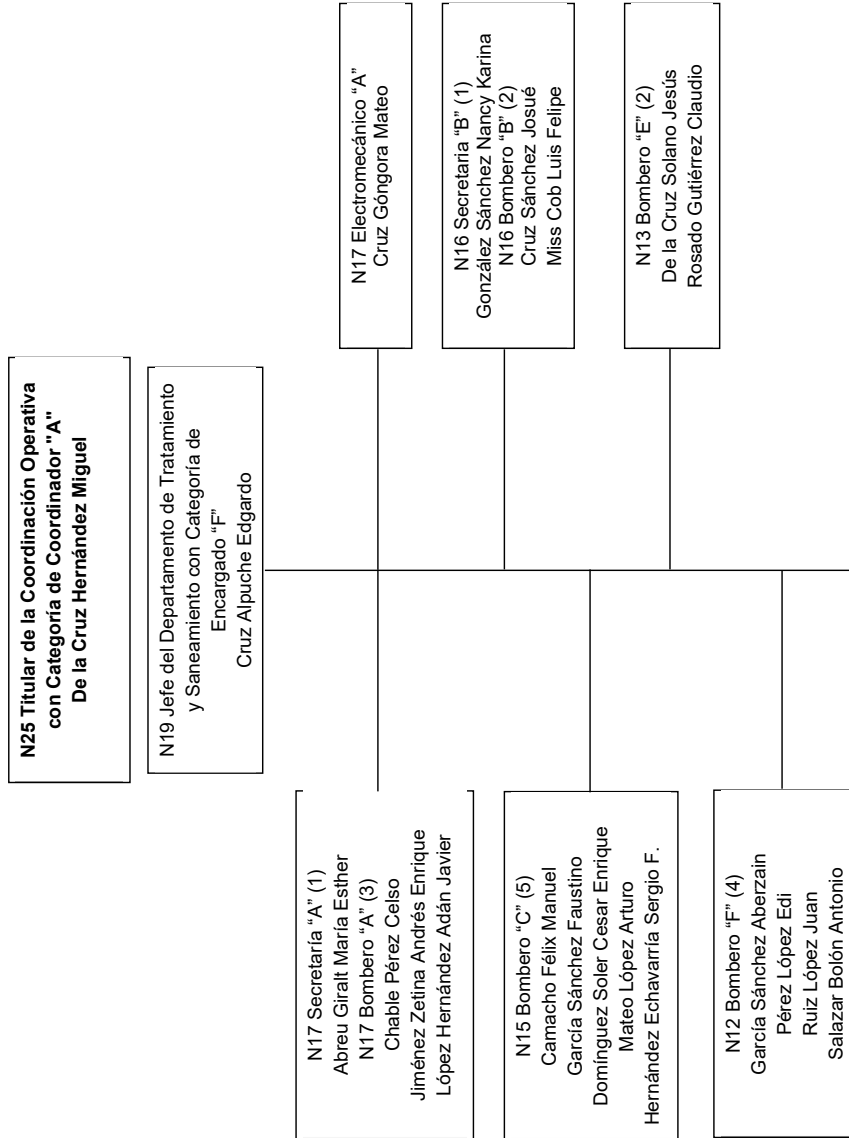 N25 Titular de la Coordinación Operativa
con Categoría de Coordinador "A"
De la Cruz Hernández Miguel
N19 Jefe del Departamento de Tratamiento
y Saneamiento con Categoría de
Encargado “F”
Cruz Alpuche Edgardo
N17 Secretaría “A” (1)
Abreu Giralt María Esther
N17 Bombero “A” (3)
Chable Pérez Celso
Jiménez Zetina Andrés Enrique
López Hernández Adán Javier
N17 Electromecánico “A”
Cruz Góngora Mateo
N16 Secretaria “B” (1)
González Sánchez Nancy Karina
N16 Bombero “B” (2)
Cruz Sánchez Josué
Miss Cob Luis Felipe
N15 Bombero “C” (5)
Camacho Félix Manuel
García Sánchez Faustino
Domínguez Soler Cesar Enrique
Mateo López Arturo
Hernández Echavarría Sergio F.
N13 Bombero “E” (2)
De la Cruz Solano Jesús
Rosado Gutiérrez Claudio
N12 Bombero “F” (4)
García Sánchez Aberzain
Pérez López Edi
Ruiz López Juan
Salazar Bolón Antonio